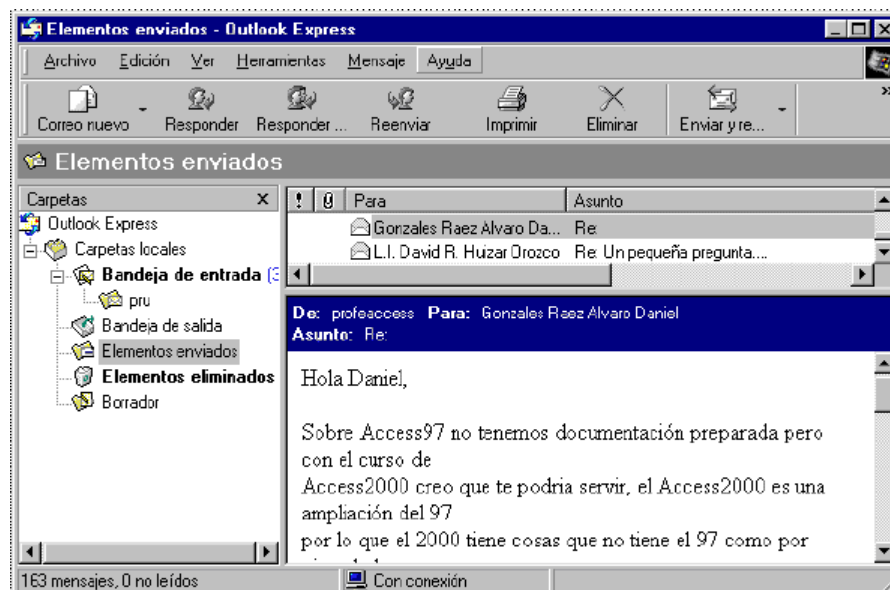 Elementos enviados - Outlook Express
Archivo Edición Ver Herramientas Mensaje Ayuda
Correo nuevo Responder Responder ... Reenviar Imprimir Eliminar Enviar y re... »
Elementos enviados
Carpetas x
Outlook Express
Carpetas locales
Bandeja de entrada (3
pru
Bandeja de salida
Elementos enviados
Elementos eliminados
Borrador
! Para Asunto
Gonzales Raez Alvaro Da... Re:
L.I. David R. Huizar Orozco Re: Un pequeña pregunta....
De: profeaccess Para: Gonzales Raez Alvaro Daniel
Asunto: Re:
Hola Daniel,
Sobre Access97 no tenemos documentación preparada pero
con el curso de
Access2000 creo que te podria servir, el Access2000 es una
ampliación del 97
por lo que el 2000 tiene cosas que no tiene el 97 como por
163 mensajes, 0 no leídos Con conexión